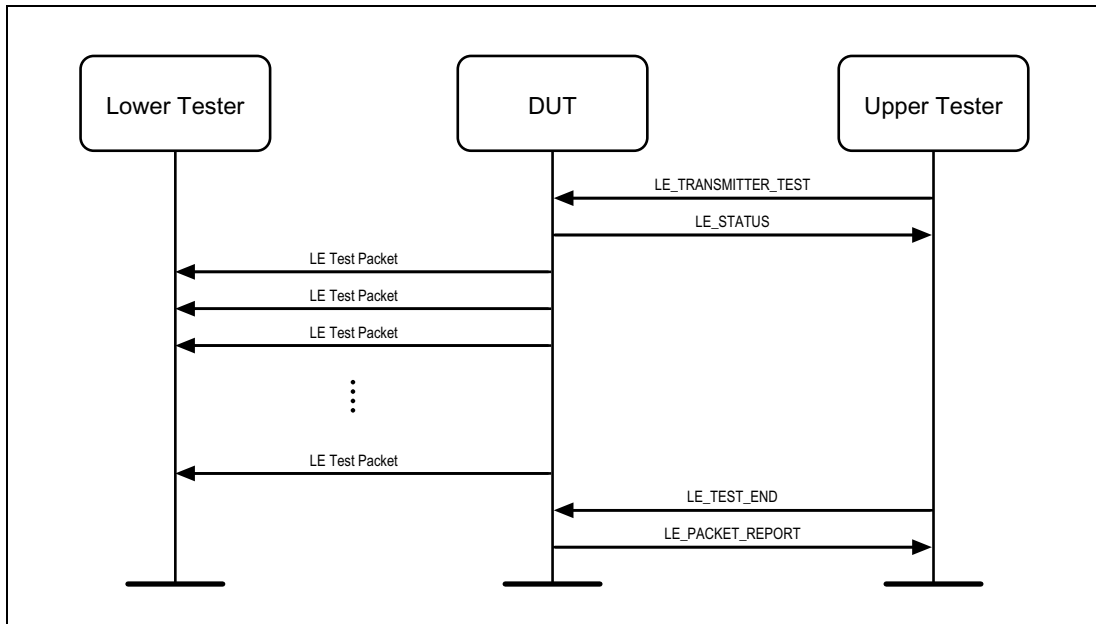 Lower Tester
DUT
Upper Tester
LE_TRANSMITTER_TEST
LE_STATUS
LE Test Packet
LE Test Packet
LE Test Packet
LE Test Packet
LE_TEST_END
LE_PACKET_REPORT